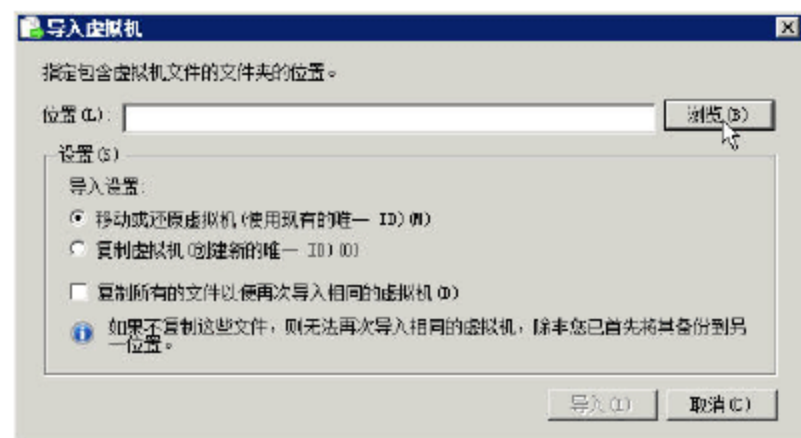 导入虚拟机
指定包含虚拟机文件的文件夹的位置。
位置(L): 浏览(B)
设置(S)
导入设置:
移动或还原虚拟机(使用现有的唯一 ID)(M)
复制虚拟机(创建新的唯一 ID)(O)
复制所有的文件以便再次导入相同的虚拟机(D)
如果不复制这些文件，则无法再次导入相同的虚拟机，除非您已首先将其备份到另
一位置。
导入(I) 取消(C)